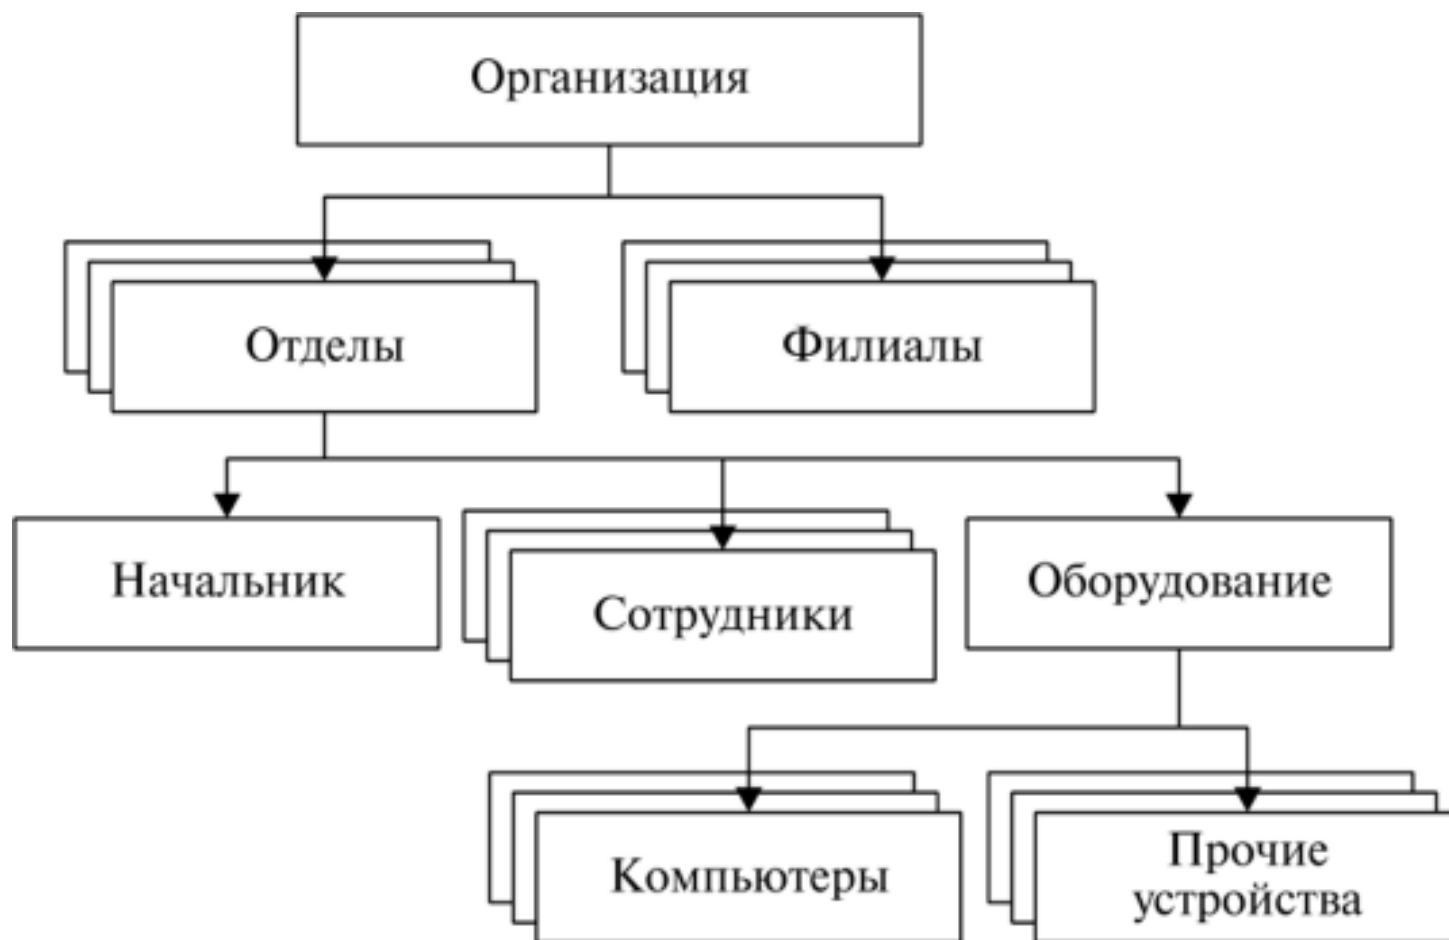 Организация
Отделы
Филиалы
Начальник
Сотрудники
Оборудование
Компьютеры
Прочие
устройства